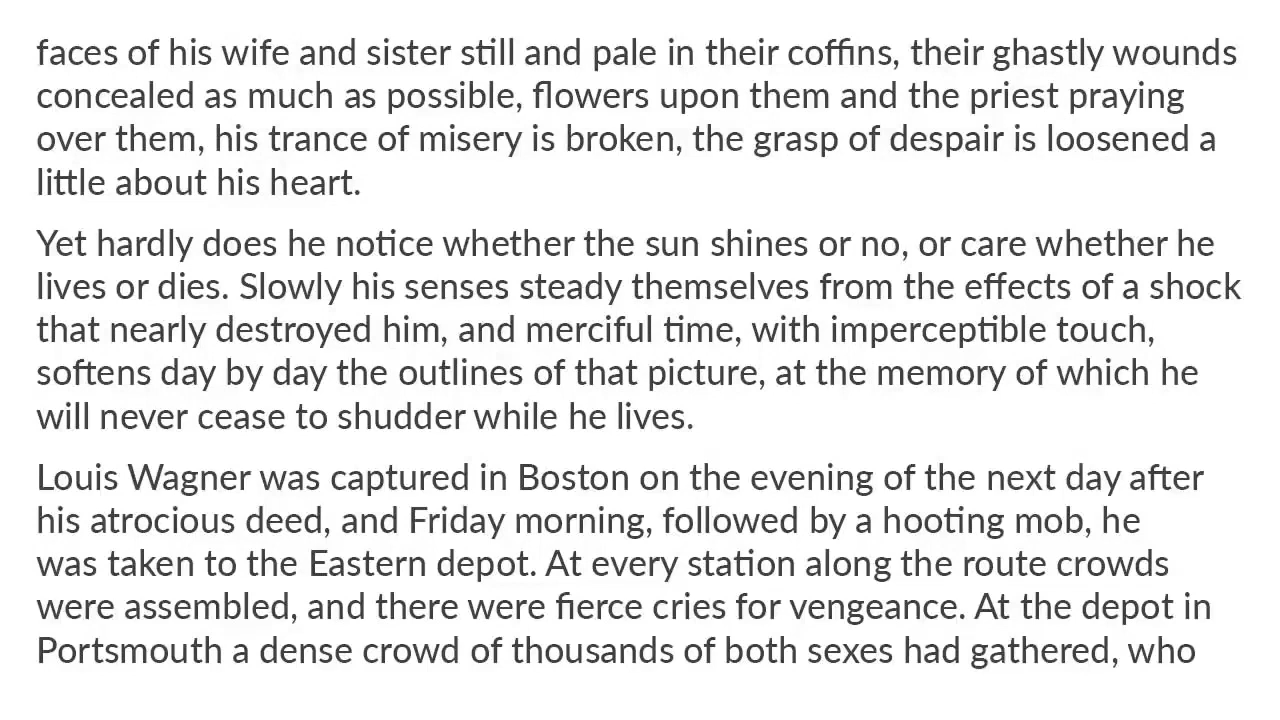 faces of his wife and sister still and pale in their coffins, their ghastly wounds
concealed as much as possible, flowers upon them and the priest praying
over them, his trance of misery is broken, the grasp of despair is loosened a
little about his heart.
Yet hardly does he notice whether the sun shines or no, or care whether he
lives or dies. Slowly his senses steady themselves from the effects of a shock
that nearly destroyed him, and merciful time, with imperceptible touch,
softens day by day the outlines of that picture, at the memory of which he
will never cease to shudder while he lives.
Louis Wagner was captured in Boston on the evening of the next day after
his atrocious deed, and Friday morning, followed by a hooting mob, he
was taken to the Eastern depot. At every station along the route crowds
were assembled, and there were fierce cries for vengeance. At the depot in
Portsmouth a dense crowd of thousands of both sexes had gathered, who